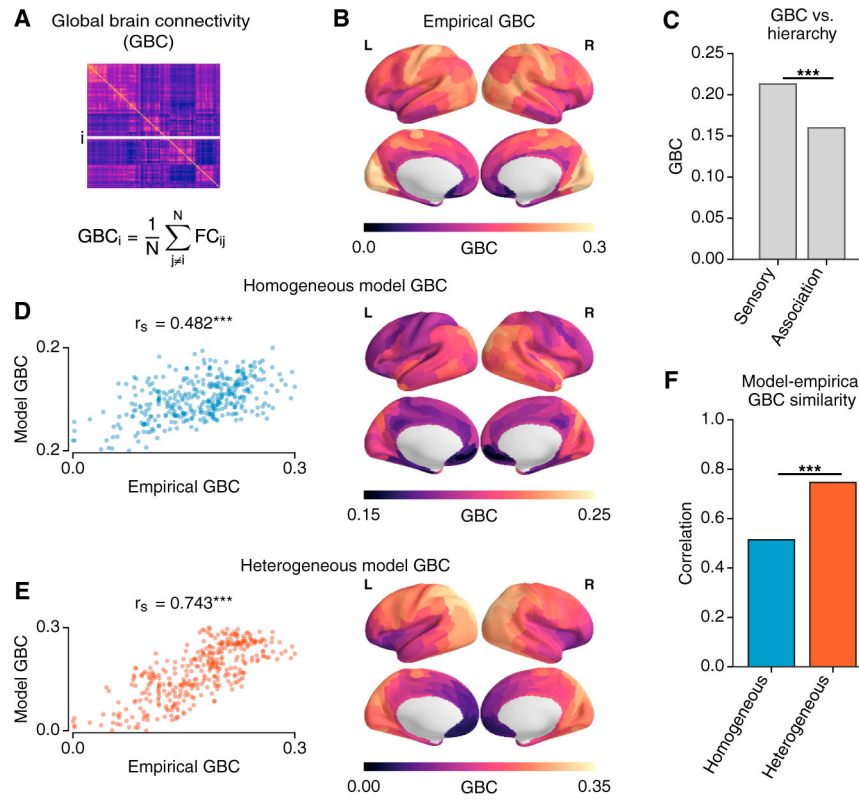 A
Global brain connectivity
(GBC)
i
GBCi = 1/N N∑j≠i FCij
B
Empirical GBC
L
R
0.0
0.3
GBC
C
GBC vs.
hierarchy
***
0.25
0.20
0.15
0.10
0.05
0.00
GBC
Sensory
Association
Homogeneous model GBC
D
rs = 0.482***
0.2
0.2
Model GBC
0.0
0.3
Empirical GBC
L
R
0.15
0.25
GBC
Heterogeneous model GBC
E
rs = 0.743***
0.3
0.0
Model GBC
0.0
0.3
Empirical GBC
L
R
0.00
0.35
GBC
F
Model-empirica
GBC similarity
***
1.0
0.8
0.6
0.4
0.2
0.0
Correlation
Homogeneous
Heterogeneous